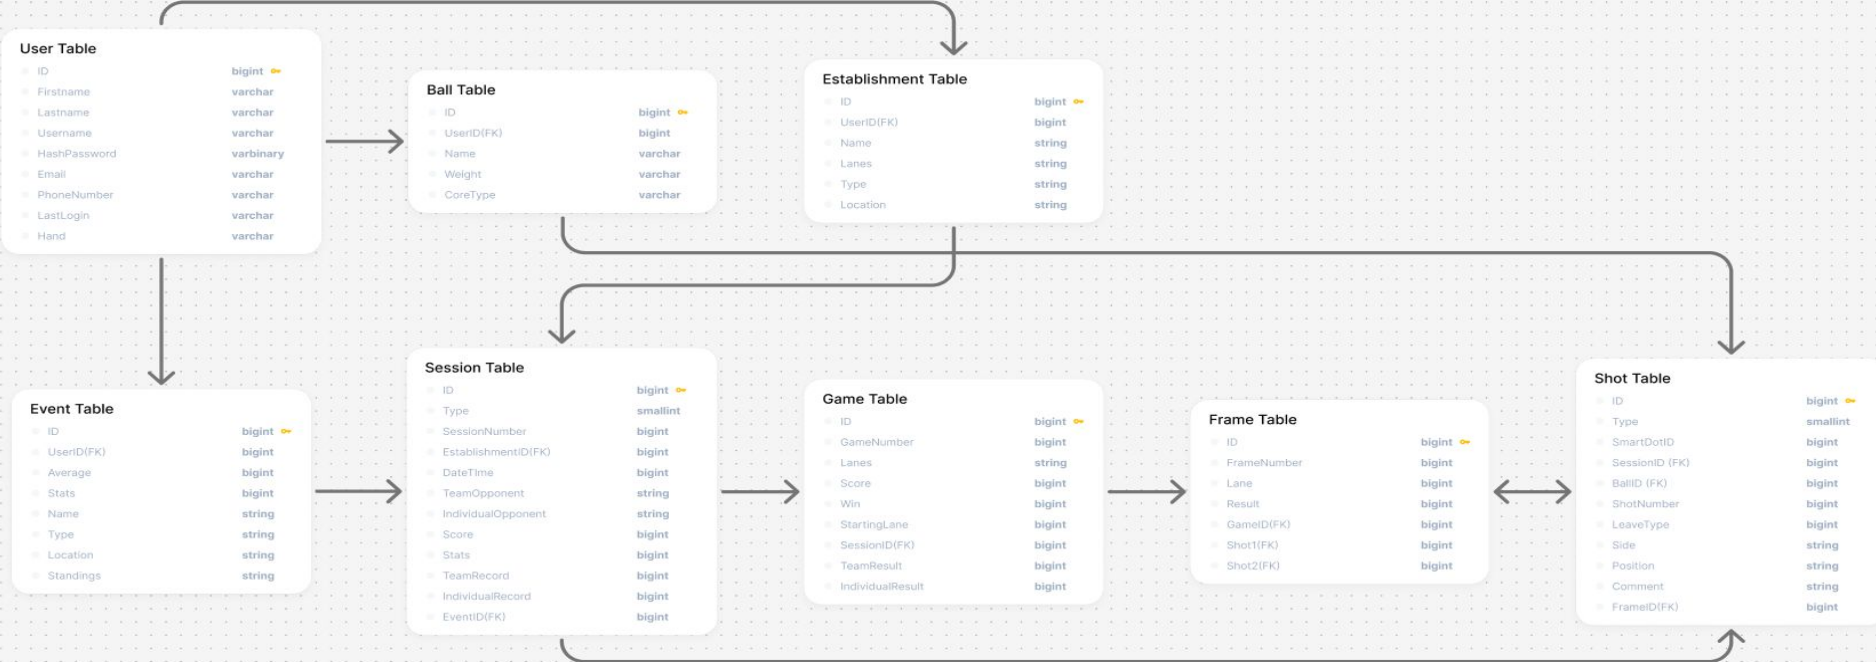 User Table
ID bigint
Firstname varchar
Lastname varchar
Username varchar
HashPassword varbinary
Email varchar
PhoneNumber varchar
LastLogin varchar
Hand varchar
Ball Table
ID bigint
UserID(FK) bigint
Name varchar
Weight varchar
CoreType varchar
Establishment Table
ID bigint
UserID(FK) bigint
Name string
Lanes string
Type string
Location string
Event Table
ID bigint
UserID(FK) bigint
Average bigint
Stats bigint
Name string
Type string
Location string
Standings string
Session Table
ID bigint
Type smallint
SessionNumber bigint
EstablishmentID(FK) bigint
DateTime bigint
TeamOpponent string
IndividualOpponent string
Score bigint
Stats bigint
TeamRecord bigint
IndividualRecord bigint
EventID(FK) bigint
Game Table
ID bigint
GameNumber bigint
Lanes string
Score bigint
Win bigint
StartingLane bigint
SessionID(FK) bigint
TeamResult bigint
IndividualResult bigint
Frame Table
ID bigint
FrameNumber bigint
Lane bigint
Result bigint
GameID(FK) bigint
Shot1(FK) bigint
Shot2(FK) bigint
Shot Table
ID bigint
Type smallint
SmartDotID bigint
SessionID (FK) bigint
BallID (FK) bigint
ShotNumber bigint
LeaveType bigint
Side string
Position string
Comment string
FrameID(FK) bigint